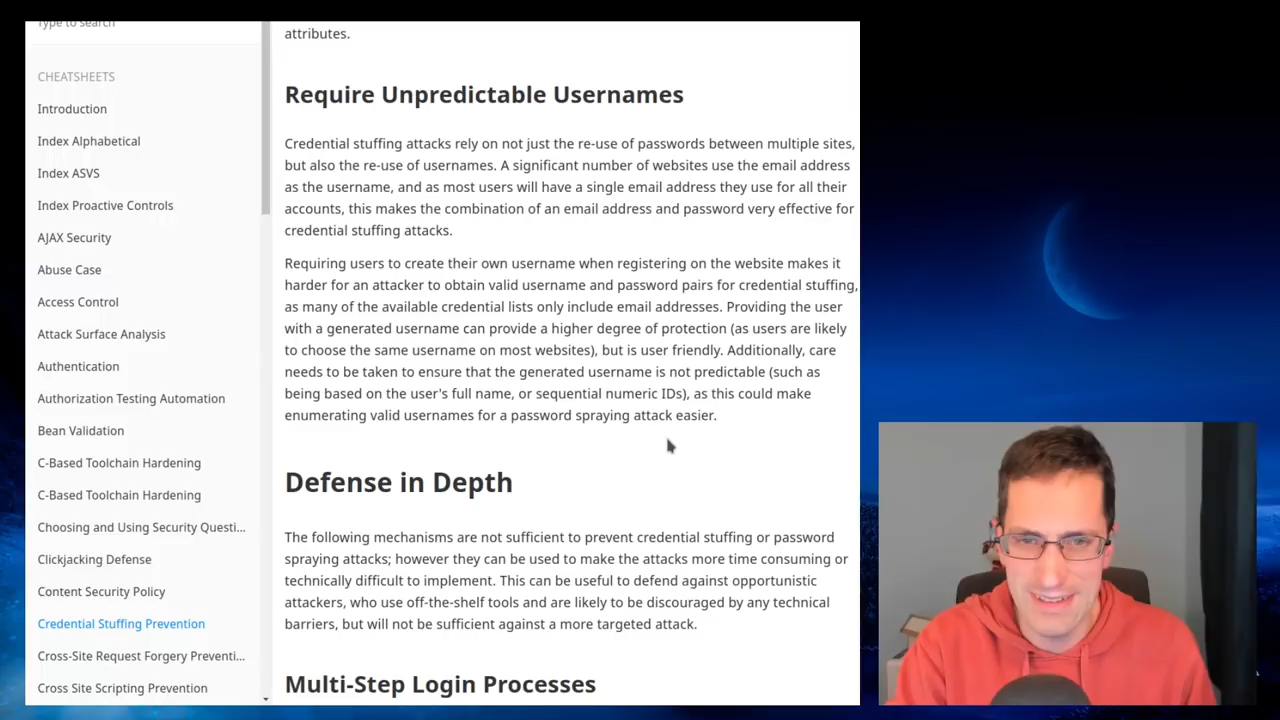 Type to search
CHEATSHEETS
Introduction
Index Alphabetical
Index ASVS
Index Proactive Controls
AJAX Security
Abuse Case
Access Control
Attack Surface Analysis
Authentication
Authorization Testing Automation
Bean Validation
C-Based Toolchain Hardening
C-Based Toolchain Hardening
Choosing and Using Security Questi...
Clickjacking Defense
Content Security Policy
Credential Stuffing Prevention
Cross-Site Request Forgery Preventi...
Cross Site Scripting Prevention
attributes.
Require Unpredictable Usernames
Credential stuffing attacks rely on not just the re-use of passwords between multiple sites,
but also the re-use of usernames. A significant number of websites use the email address
as the username, and as most users will have a single email address they use for all their
accounts, this makes the combination of an email address and password very effective for
credential stuffing attacks.
Requiring users to create their own username when registering on the website makes it
harder for an attacker to obtain valid username and password pairs for credential stuffing,
as many of the available credential lists only include email addresses. Providing the user
with a generated username can provide a higher degree of protection (as users are likely
to choose the same username on most websites), but is user friendly. Additionally, care
needs to be taken to ensure that the generated username is not predictable (such as
being based on the user's full name, or sequential numeric IDs), as this could make
enumerating valid usernames for a password spraying attack easier.
Defense in Depth
The following mechanisms are not sufficient to prevent credential stuffing or password
spraying attacks; however they can be used to make the attacks more time consuming or
technically difficult to implement. This can be useful to defend against opportunistic
attackers, who use off-the-shelf tools and are likely to be discouraged by any technical
barriers, but will not be sufficient against a more targeted attack.
Multi-Step Login Processes